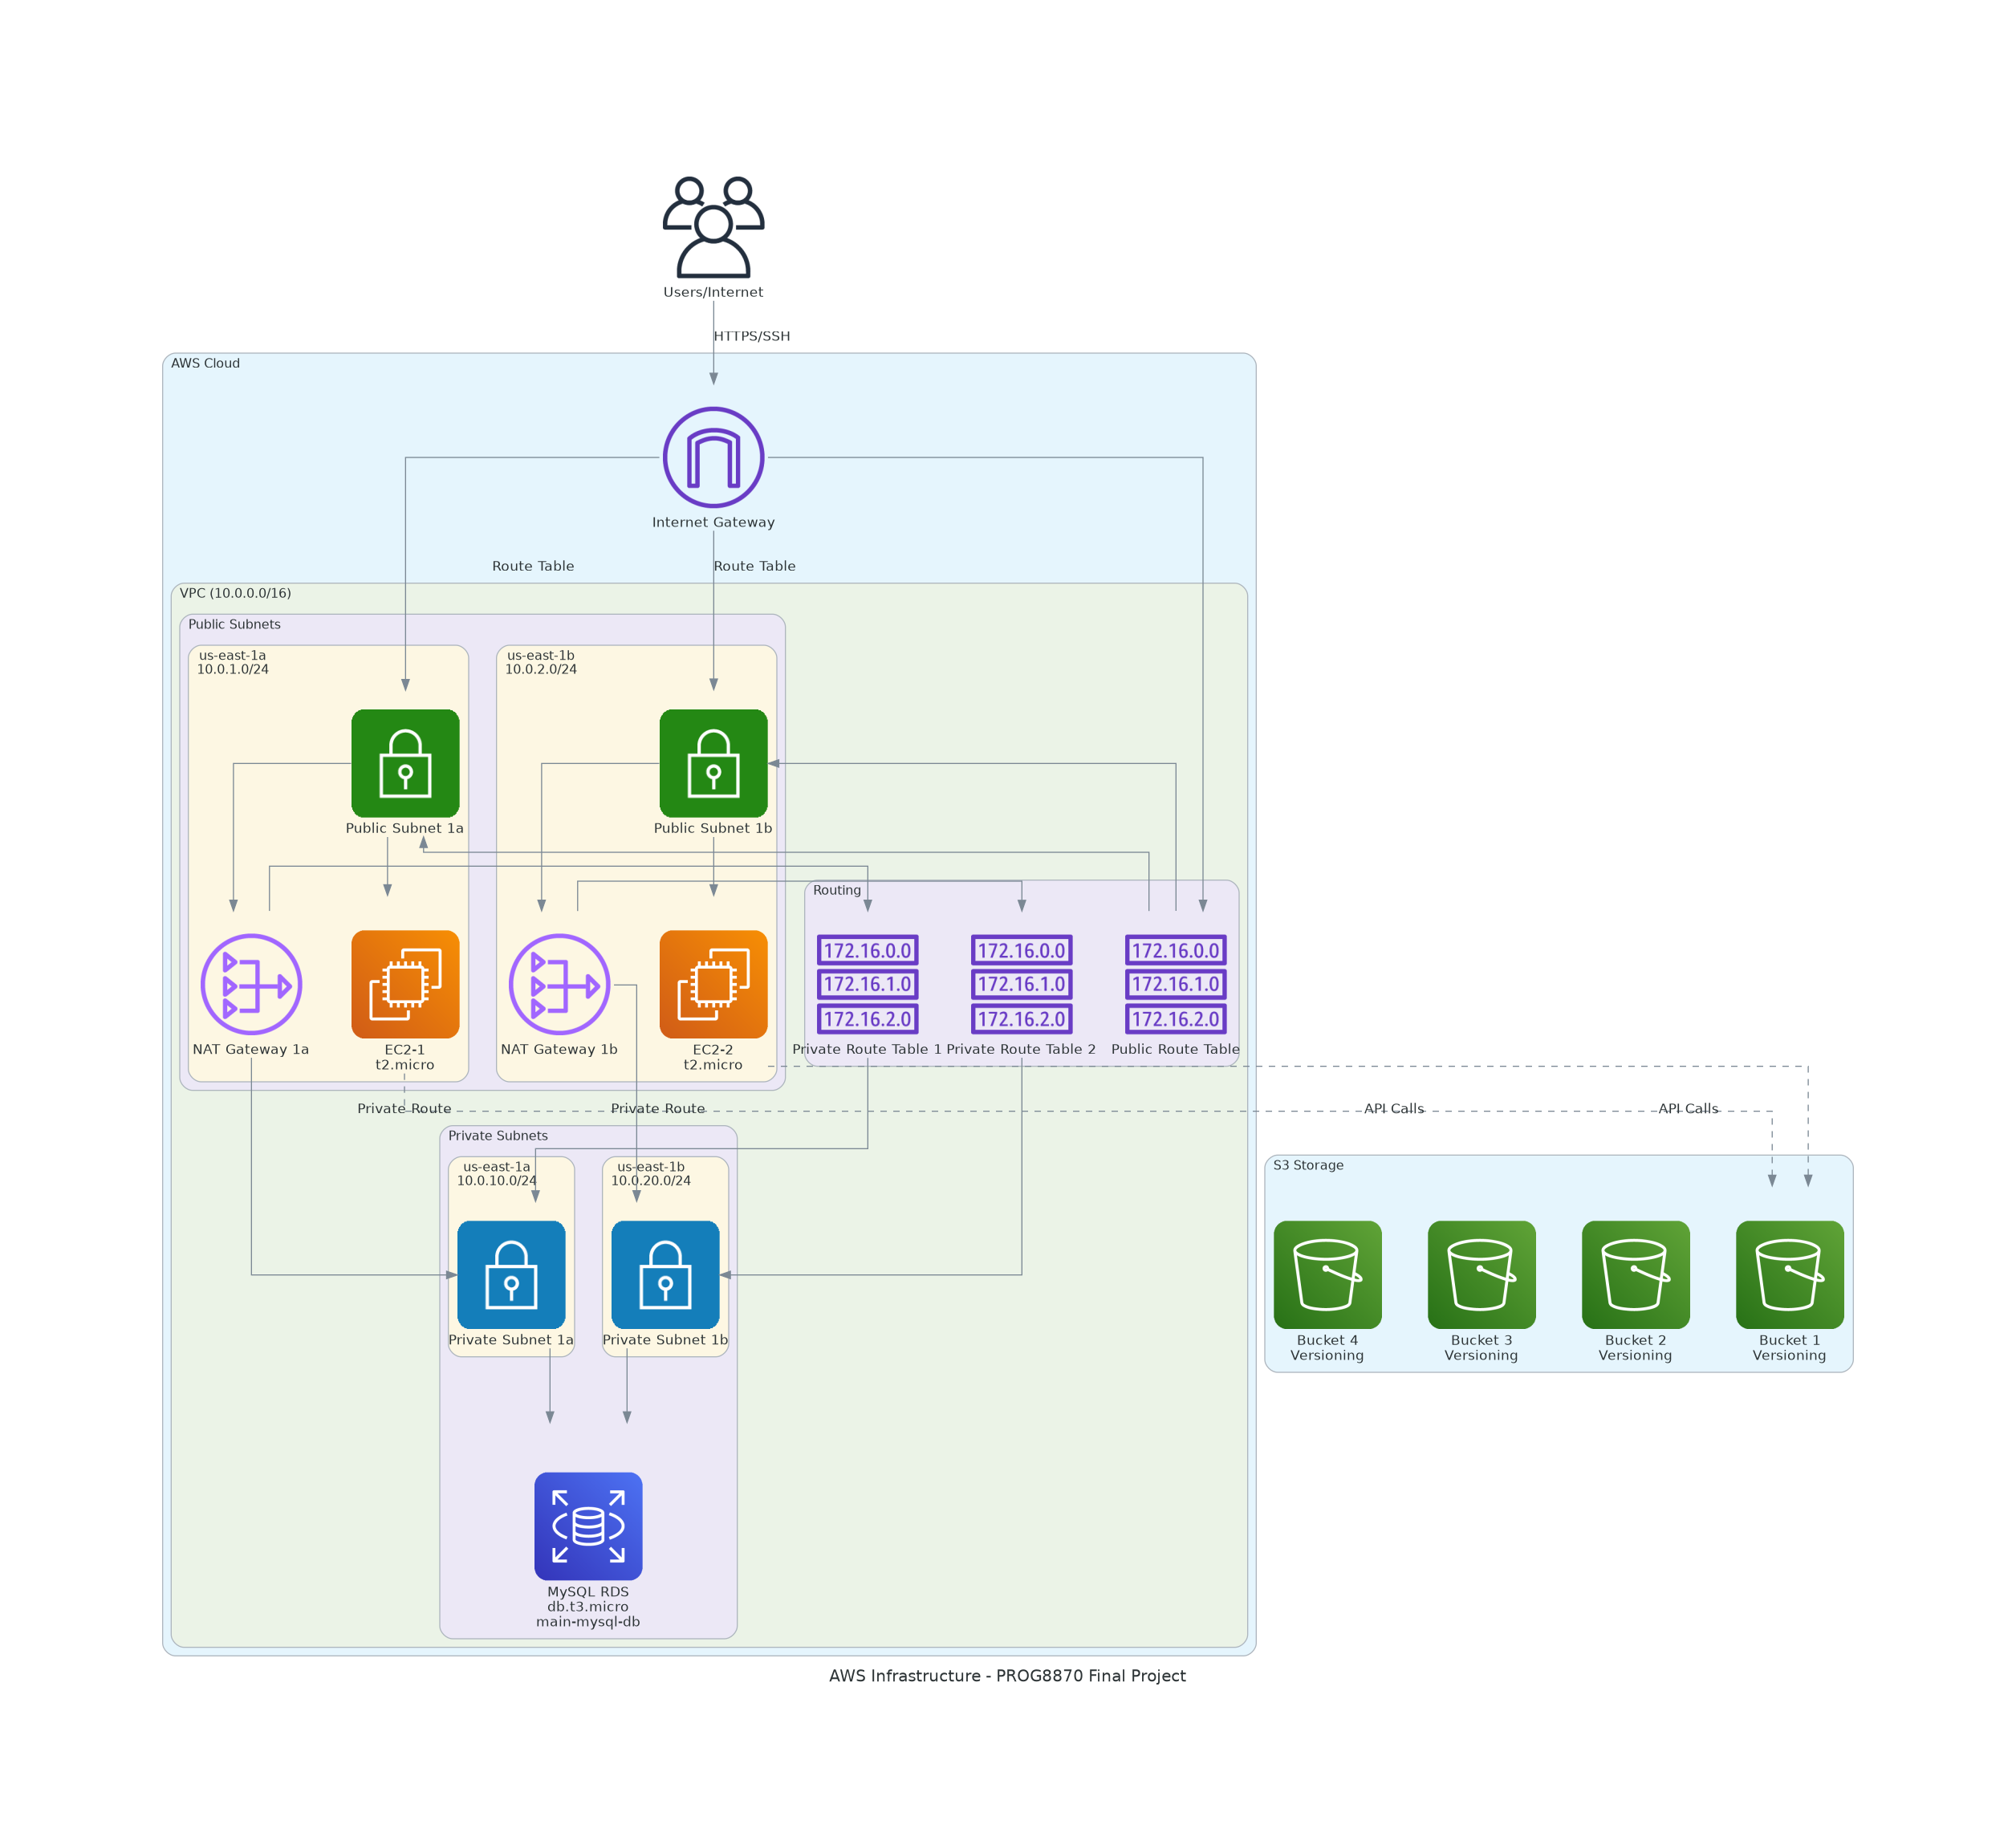 Users/Internet
HTTPS/SSH
AWS Cloud
Internet Gateway
Route Table
Route Table
VPC (10.0.0.0/16)
Public Subnets
us-east-1a
10.0.1.0/24
us-east-1b
10.0.2.0/24
Public Subnet 1a
Public Subnet 1b
Routing
172.16.0.0
172.16.1.0
172.16.2.0
172.16.0.0
172.16.1.0
172.16.2.0
172.16.0.0
172.16.1.0
172.16.2.0
NAT Gateway 1a
EC2-1
t2.micro
NAT Gateway 1b
EC2-2
t2.micro
Private Route Table 1
Private Route Table 2
Public Route Table
Private Route
Private Route
API Calls
API Calls
Private Subnets
us-east-1a
10.0.10.0/24
us-east-1b
10.0.20.0/24
S3 Storage
Private Subnet 1a
Private Subnet 1b
Bucket 4
Versioning
Bucket 3
Versioning
Bucket 2
Versioning
Bucket 1
Versioning
MySQL RDS
db.t3.micro
main-mysql-db
AWS Infrastructure - PROG8870 Final Project